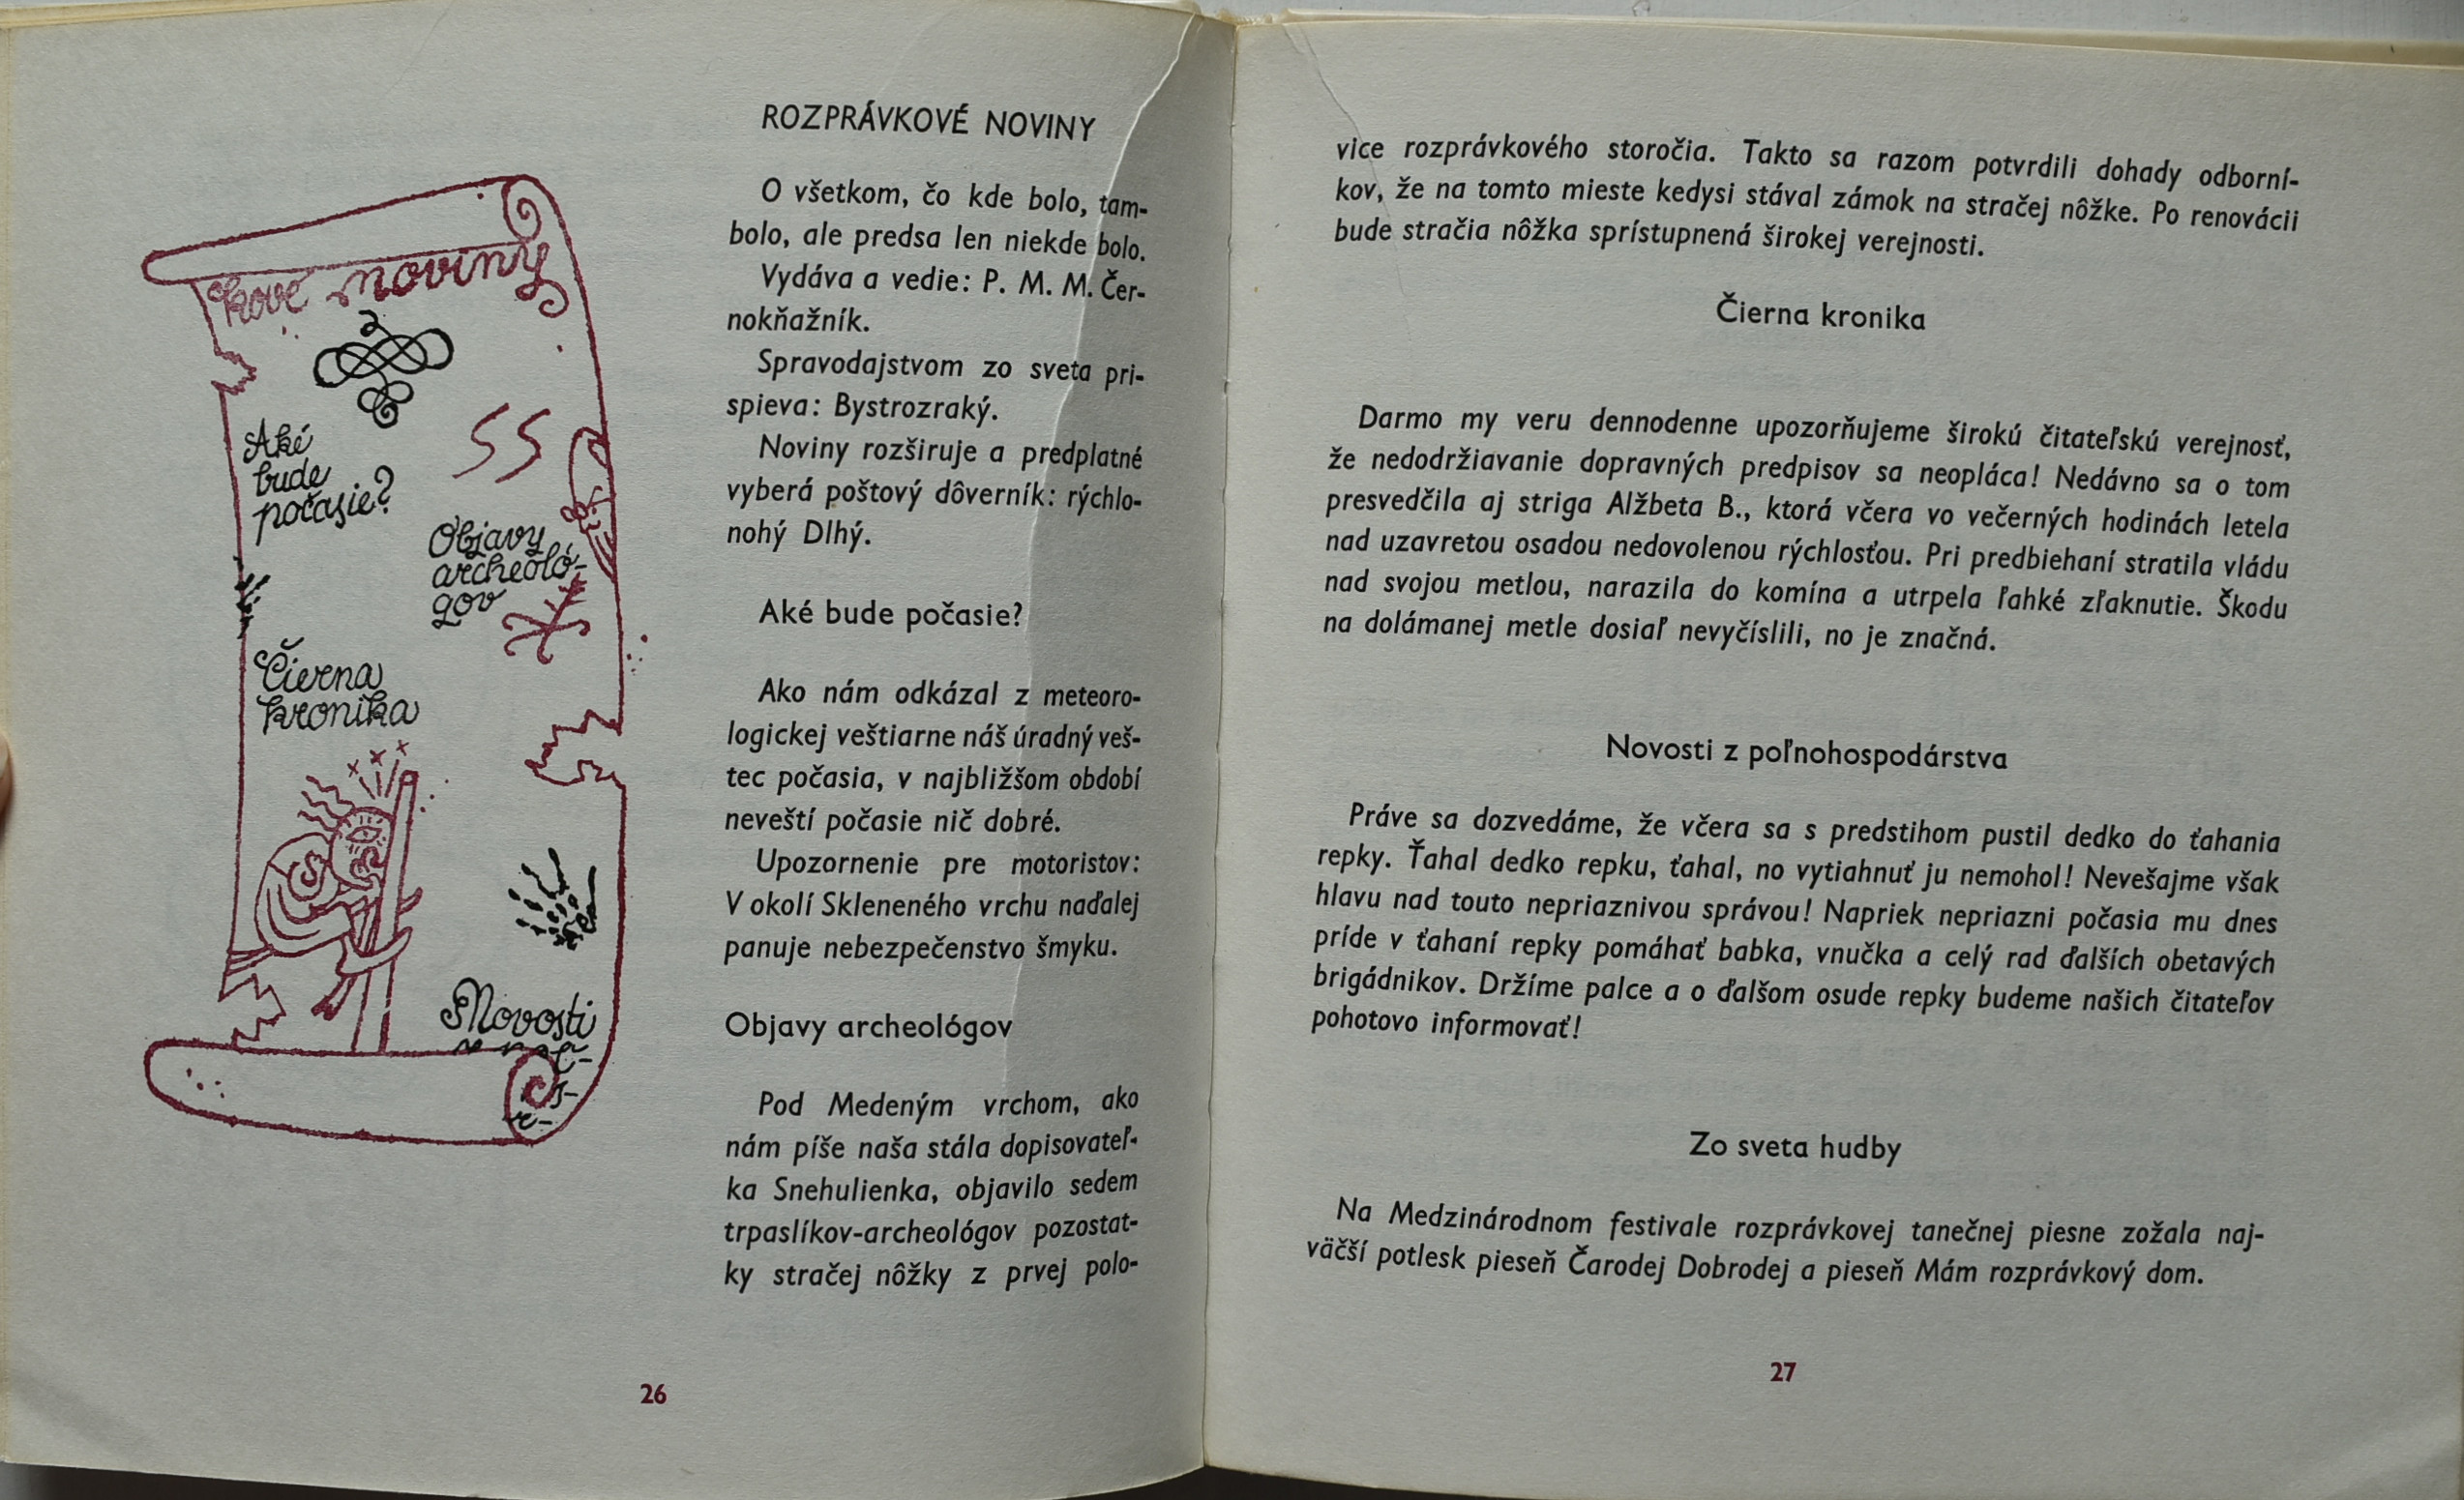 kové noviny
Aké
bude
počasie?
Objavy
archeoló-
gov
Čierna
kronika
Novosti
ROZPRÁVKOVÉ NOVINY
O všetkom, čo kde bolo, tam-
bolo, ale predsa len niekde bolo.
Vydáva a vedie: P. M. M. Čer-
nokňažník.
Spravodajstvom zo sveta pri-
spieva: Bystrozraký.
Noviny rozširuje a predplatné
vyberá poštový dôverník: rýchlo-
nohý Dlhý.
Aké bude počasie?
Ako nám odkázal z meteoro-
logickej veštiarne náš úradný veš-
tec počasia, v najbližšom období
neveští počasie nič dobré.
Upozornenie pre motoristov:
V okolí Skleneného vrchu naďalej
panuje nebezpečenstvo šmyku.
Objavy archeológov
Pod Medeným vrchom, ako
nám píše naša stála dopisovateľ-
ka Snehulienka, objavilo sedem
trpaslíkov-archeológov pozostat-
ky stračej nôžky z prvej polo-
26
vice rozprávkového storočia. Takto sa razom potvrdili dohady odborní-
kov, že na tomto mieste kedysi stával zámok na stračej nôžke. Po renovácii
bude stračia nôžka sprístupnená širokej verejnosti.
Čierna kronika
Darmo my veru dennodenne upozorňujeme širokú čitateľskú verejnosť,
že nedodržiavanie dopravných predpisov sa neopláca! Nedávno sa o tom
presvedčila aj striga Alžbeta B., ktorá včera vo večerných hodinách letela
nad uzavretou osadou nedovolenou rýchlosťou. Pri predbiehaní stratila vládu
nad svojou metlou, narazila do komína a utrpela ľahké zľaknutie. Škodu
na dolámanej metle dosiaľ nevyčíslili, no je značná.
Novosti z poľnohospodárstva
Práve sa dozvedáme, že včera sa s predstihom pustil dedko do ťahania
repky. Ťahal dedko repku, ťahal, no vytiahnuť ju nemohol! Nevešajme však
hlavu nad touto nepriaznivou správou! Napriek nepriazni počasia mu dnes
príde v ťahaní repky pomáhať babka, vnučka a celý rad ďalších obetavých
brigádnikov. Držíme palce a o ďalšom osude repky budeme našich čitateľov
pohotovo informovať!
Zo sveta hudby
Na Medzinárodnom festivale rozprávkovej tanečnej piesne zožala naj-
väčší potlesk pieseň Čarodej Dobrodej a pieseň Mám rozprávkový dom.
27